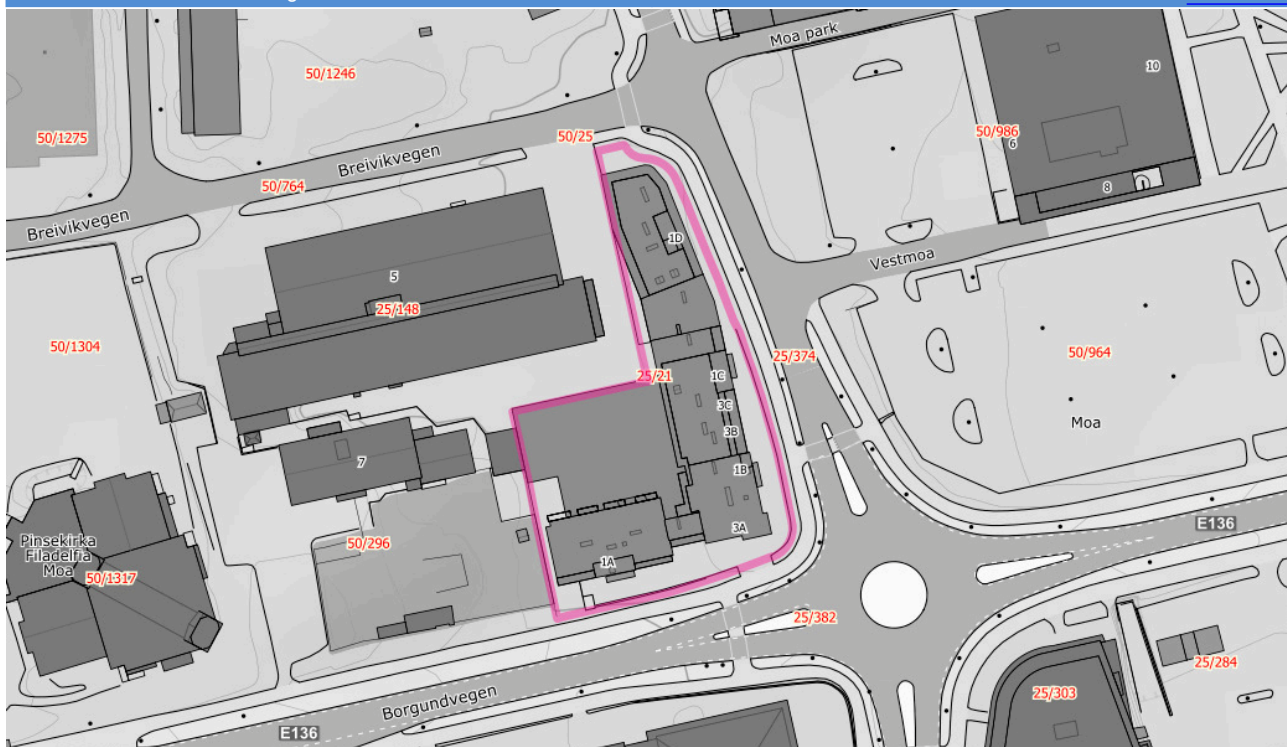 Moa park
50/1246
10
50/1275
50/25
50/986
6
Breivikvegen
50/764
8
Breivikvegen
1D
Vestmoa
5
25/148
50/1304
25/374
50/964
25/21
1C
3C
Moa
3B
7
1B
E136
3A
Pinsekirka
Filadelfia
Moa
50/296
1A
50/1317
25/382
25/284
25/303
Borgundvegen
E136